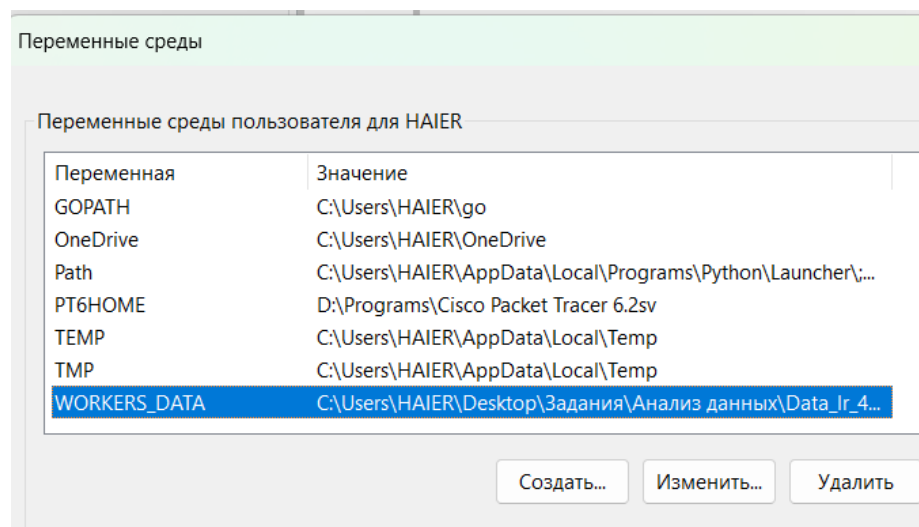 Переменные среды
Переменные среды пользователя для HAIER
Переменная Значение
GOPATH C:\Users\HAIER\go
OneDrive C:\Users\HAIER\OneDrive
Path C:\Users\HAIER\AppData\Local\Programs\Python\Launcher\;...
PT6HOME D:\Programs\Cisco Packet Tracer 6.2sv
TEMP C:\Users\HAIER\AppData\Local\Temp
TMP C:\Users\HAIER\AppData\Local\Temp
WORKERS_DATA C:\Users\HAIER\Desktop\Задания\Анализ данных\Data_lr_4...
Создать... Изменить... Удалить